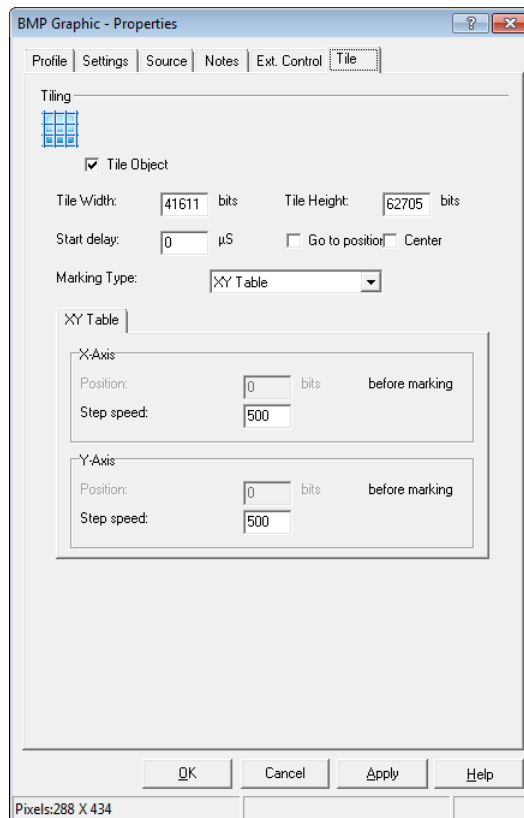 BMP Graphic - Properties
Profile Settings Source Notes Ext. Control Tile
Tiling
Tile Object
Tile Width: 41611 bits Tile Height: 62705 bits
Start delay: 0 µS Go to position Center
Marking Type: XY Table
XY Table
X-Axis
Position: 0 bits before marking
Step speed: 500
Y-Axis
Position: 0 bits before marking
Step speed: 500
OK Cancel Apply Help
Pixels:288 X 434